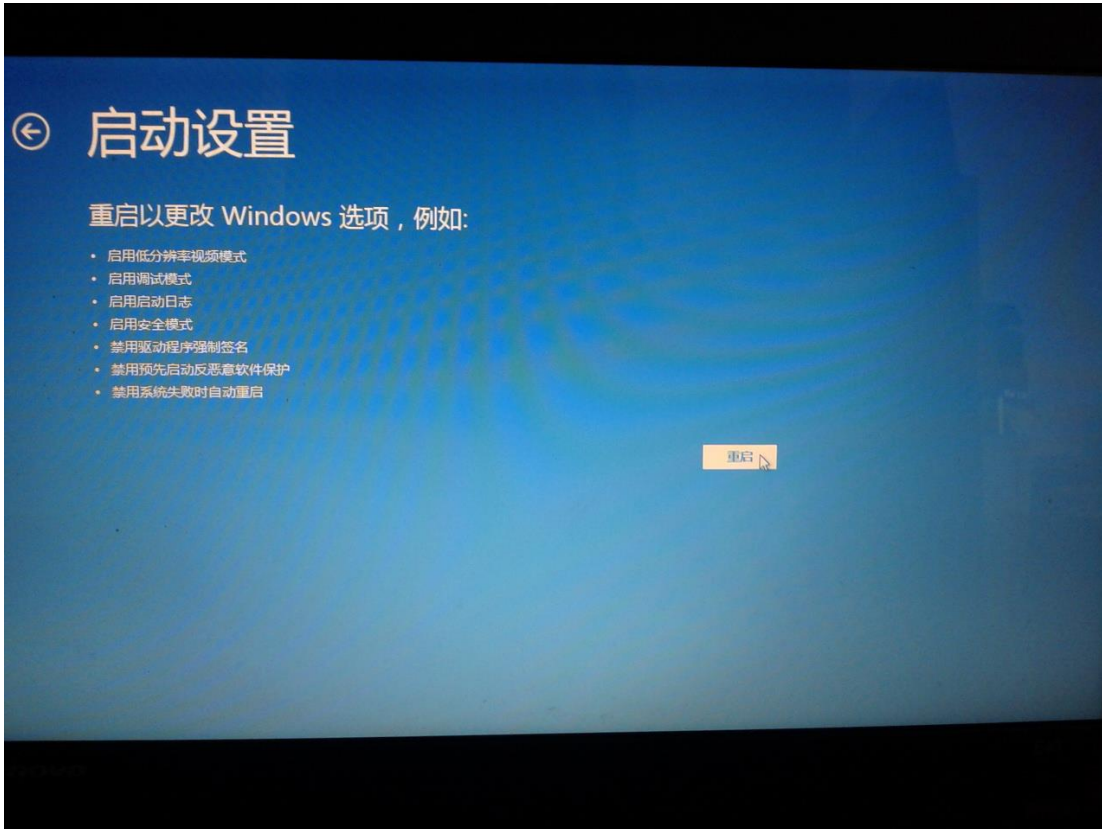 启动设置
重启以更改 Windows 选项，例如:
• 启用低分辨率视频模式
• 启用调试模式
• 启用启动日志
• 启用安全模式
• 禁用驱动程序强制签名
• 禁用预先启动反恶意软件保护
• 禁用系统失败时自动重启
重启